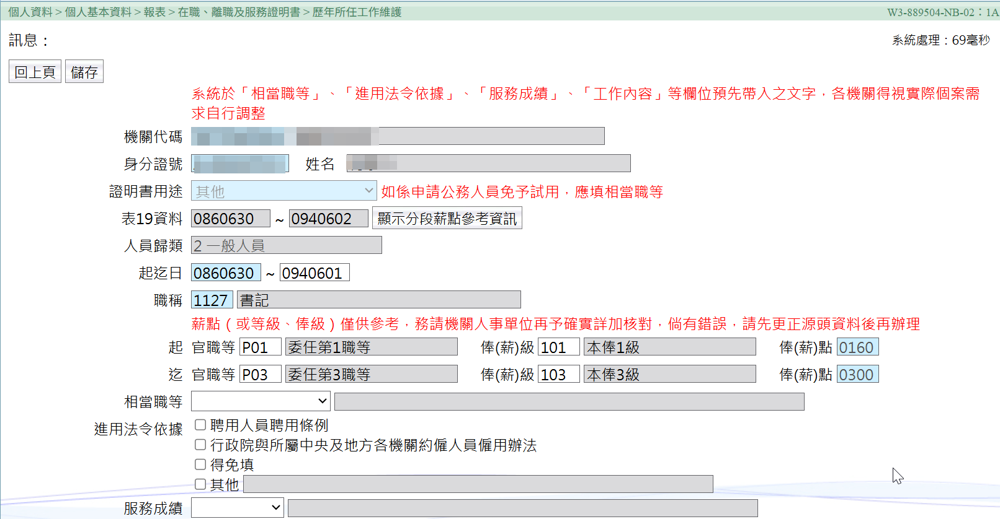 個人資料 > 個人基本資料 > 報表 > 在職、離職及服務證明書 > 歷年所任工作維護 W3-889504-NB-02：1A
訊息： 系統處理：69毫秒
回上頁 儲存
系統於「相當職等」、「進用法令依據」、「服務成績」、「工作內容」等欄位預先帶入之文字，各機關得視實際個案需
求自行調整
機關代碼
身分證號 姓名
證明書用途 其他 如係申請公務人員免予試用，應填相當職等
表19資料 0860630 ~ 0940602 顯示分段薪點參考資訊
人員歸類 2 一般人員
起迄日 0860630 ~ 0940601
職稱 1127 書記
薪點（或等級、俸級）僅供參考，務請機關人事單位再予確實詳加核對，倘有錯誤，請先更正源頭資料後再辦理
起 官職等 P01 委任第1職等 俸(薪)級 101 本俸1級 俸(薪)點 0160
迄 官職等 P03 委任第3職等 俸(薪)級 103 本俸3級 俸(薪)點 0300
相當職等
進用法令依據 聘用人員聘用條例
行政院與所屬中央及地方各機關約僱人員僱用辦法
得免填
其他
服務成績